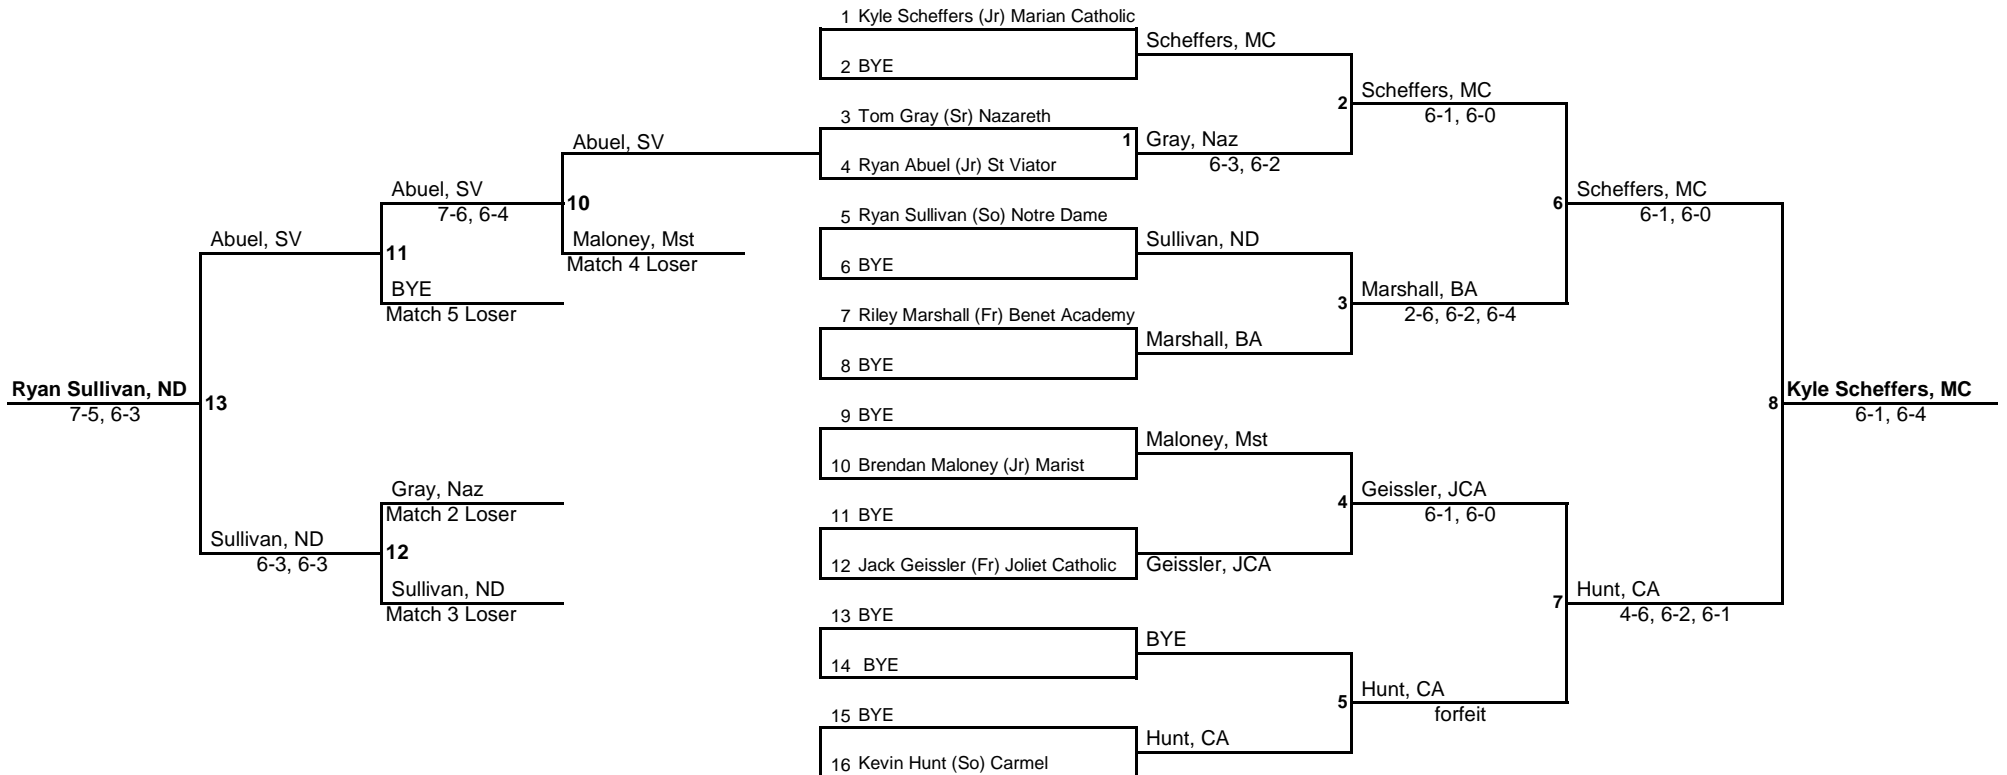 1 Kyle Scheffers (Jr) Marian Catholic
Scheffers, MC
2 BYE
Scheffers, MC
2
6-1, 6-0
3 Tom Gray (Sr) Nazareth
Abuel, SV
1
Gray, Naz
4 Ryan Abuel (Jr) St Viator
6-3, 6-2
Abuel, SV
7-6, 6-4
10
Scheffers, MC
6
6-1, 6-0
5 Ryan Sullivan (So) Notre Dame
Abuel, SV
11
Maloney, Mst
Match 4 Loser
Sullivan, ND
6 BYE
BYE
Match 5 Loser
Marshall, BA
3
2-6, 6-2, 6-4
7 Riley Marshall (Fr) Benet Academy
Marshall, BA
8 BYE
Ryan Sullivan, ND
7-5, 6-3
13
8
Kyle Scheffers, MC
6-1, 6-4
9 BYE
Maloney, Mst
10 Brendan Maloney (Jr) Marist
Gray, Naz
Match 2 Loser
Geissler, JCA
4
6-1, 6-0
11 BYE
Sullivan, ND
6-3, 6-3
12
12 Jack Geissler (Fr) Joliet Catholic
Geissler, JCA
Sullivan, ND
Match 3 Loser
Hunt, CA
7
4-6, 6-2, 6-1
13 BYE
BYE
14 BYE
Hunt, CA
5
forfeit
15 BYE
Hunt, CA
16 Kevin Hunt (So) Carmel